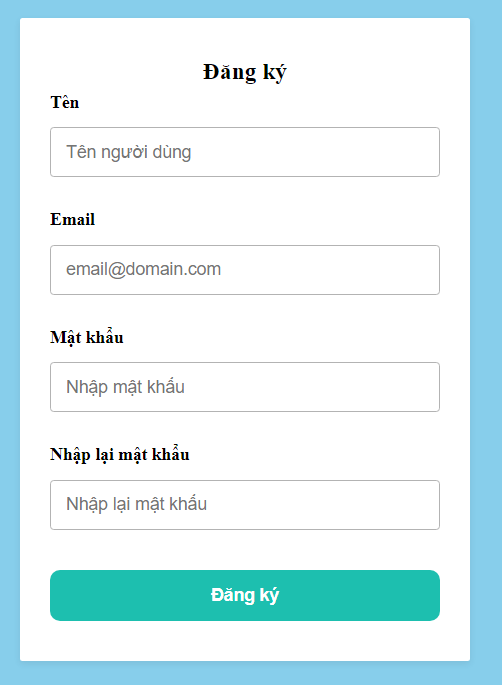 Đăng ký
Tên
Tên người dùng
Email
email@domain.com
Mật khẩu
Nhập mật khẩu
Nhập lại mật khẩu
Nhập lại mật khẩu
Đăng ký